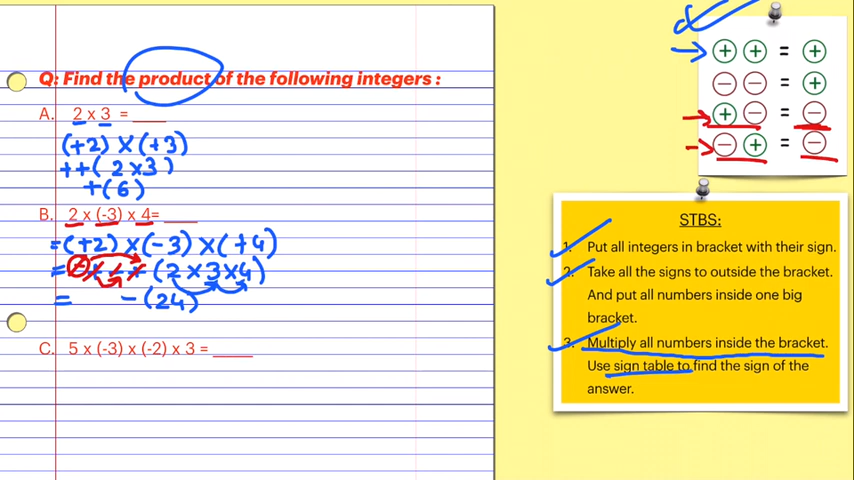 Q: Find the product of the following integers :
A. 2 x 3 = ____
(+2) × (+3)
++(2×3)
+(6)
B. 2 x (-3) x 4= ____
=(+2) ×(-3) ×(+4)
= (2×3×4)
= -(24)
C. 5 x (-3) x (-2) x 3 = ____
+ + = +
− − = +
+ − = −
− + = −
STBS:
1. Put all integers in bracket with their sign.
2. Take all the signs to outside the bracket.
And put all numbers inside one big
bracket.
3. Multiply all numbers inside the bracket.
Use sign table to find the sign of the
answer.